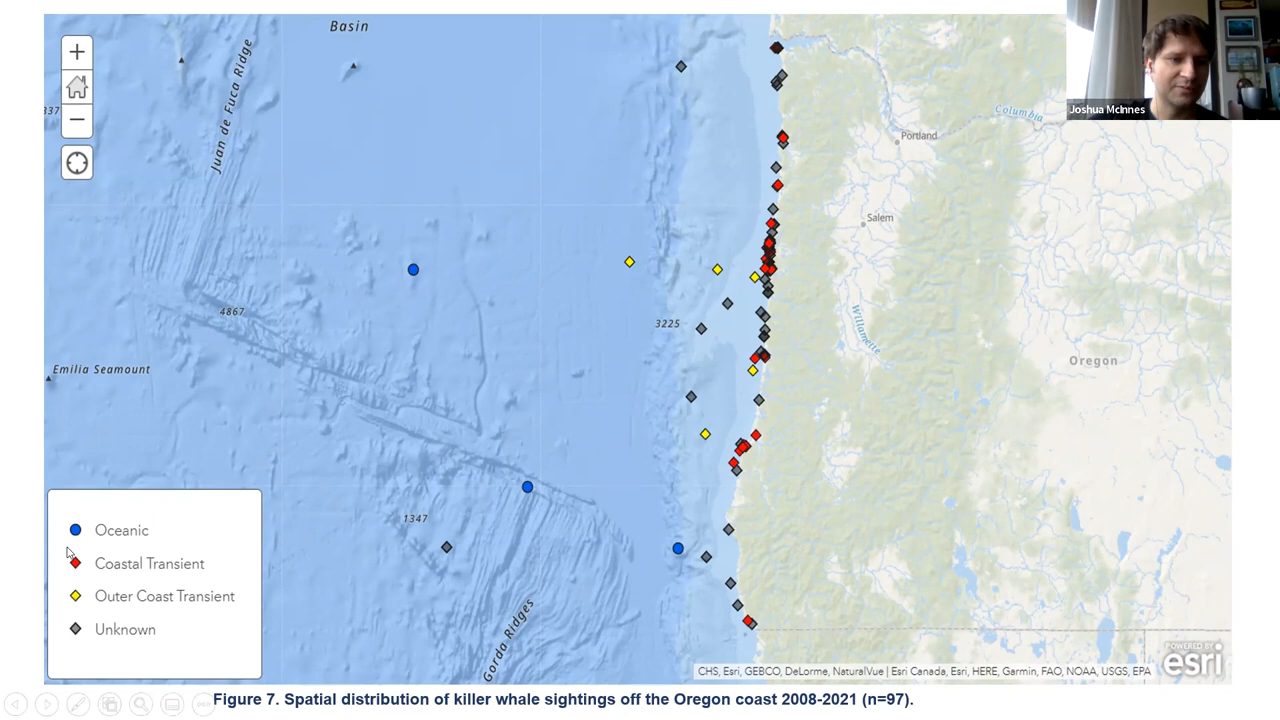 Basin
Juan de Fuca Ridge
337
Joshua McInnes
Columbia
Portland
Salem
4867
3225
Willamette
Emilia Seamount
Oregon
1347
Gorda Ridges
Oceanic
Coastal Transient
Outer Coast Transient
Unknown
POWERED BY
esri
CHS, Esri, GEBCO, DeLorme, NaturalVue | Esri Canada, Esri, HERE, Garmin, FAO, NOAA, USGS, EPA
Figure 7. Spatial distribution of killer whale sightings off the Oregon coast 2008-2021 (n=97).